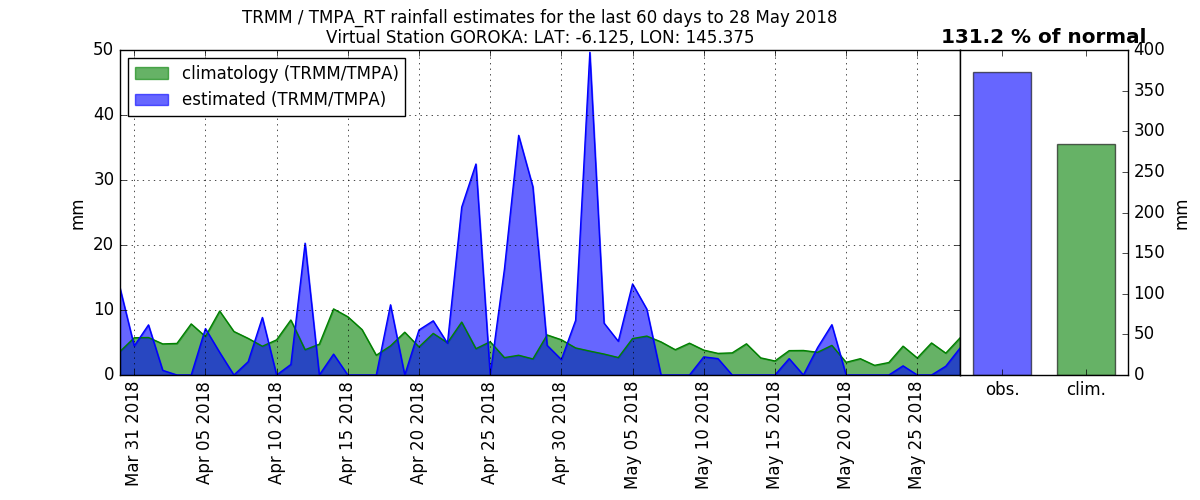 TRMM / TMPA_RT rainfall estimates for the last 60 days to 28 May 2018
Virtual Station GOROKA: LAT: -6.125, LON: 145.375
131.2 % of normal
climatology (TRMM/TMPA)
estimated (TRMM/TMPA)
50
40
30
20
10
0
mm
Mar 31 2018
Apr 05 2018
Apr 10 2018
Apr 15 2018
Apr 20 2018
Apr 25 2018
Apr 30 2018
May 05 2018
May 10 2018
May 15 2018
May 20 2018
May 25 2018
400
350
300
250
200
150
100
50
0
mm
obs.
clim.